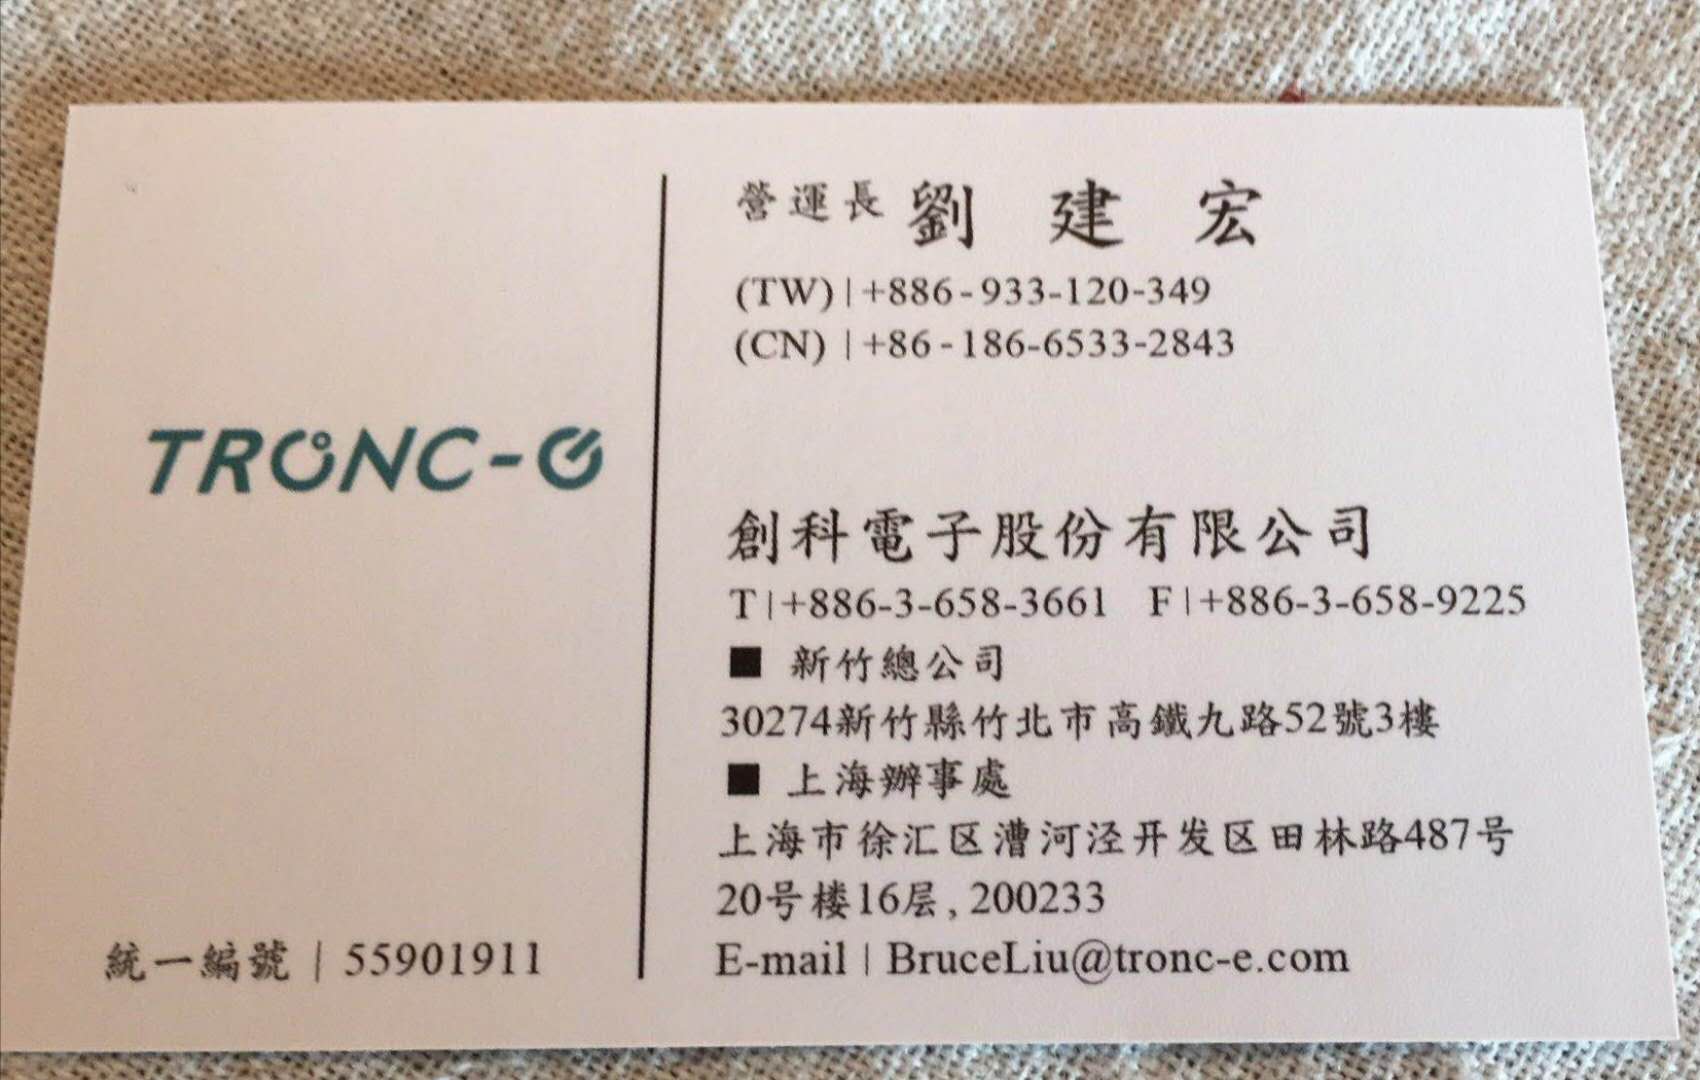 TRONC-e
統一編號 | 55901911
營運長 劉建宏
(TW) | +886-933-120-349
(CN) | +86-186-6533-2843
創科電子股份有限公司
T | +886-3-658-3661 F | +886-3-658-9225
■ 新竹總公司
30274新竹縣竹北市高鐵九路52號3樓
■ 上海辦事處
上海市徐汇区漕河泾开发区田林路487号
20号楼16层, 200233
E-mail | BruceLiu@tronc-e.com